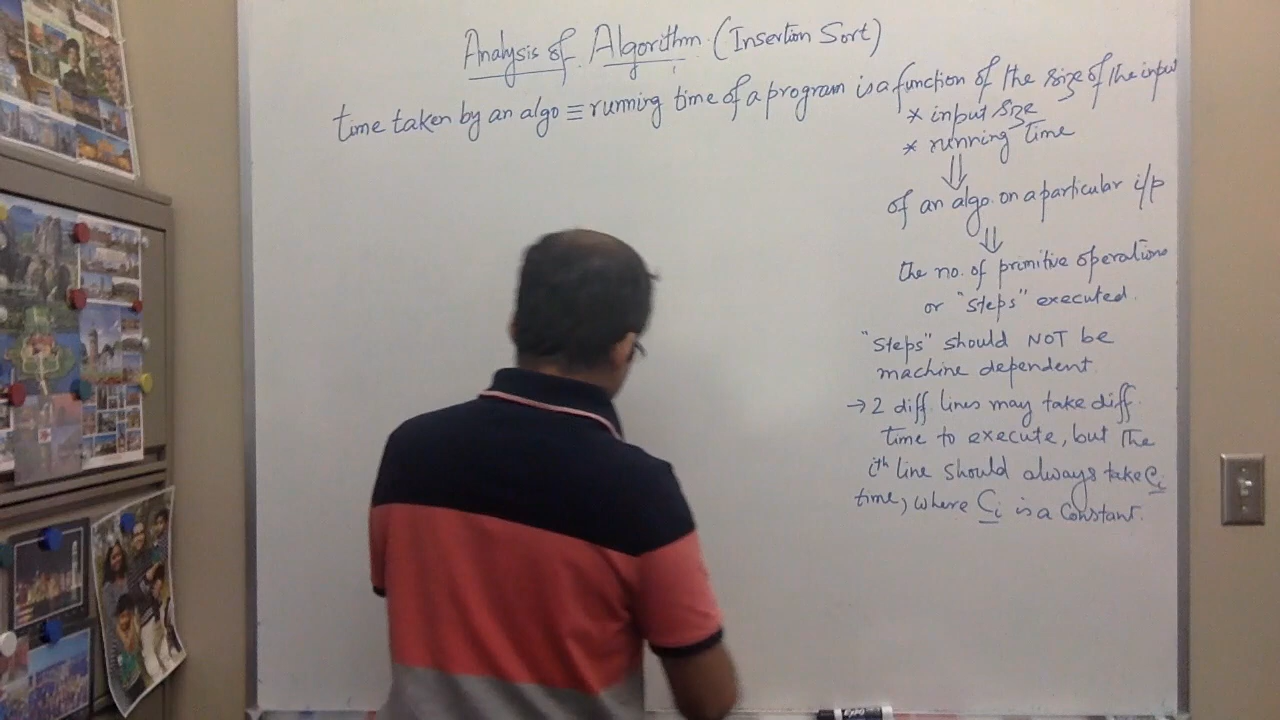 Analysis of Algorithm (Insertion Sort)
time taken by an algo ≡ running time of a program is a function of the size of the input
* input size
* running time
⇓
of an algo. on a particular i/p
⇓
the no. of primitive operations
or "steps" executed.
"Steps" should NOT be
machine dependent
→ 2 diff. lines may take diff.
time to execute, but the
ith line should always take Ci
time, where Ci is a constant.